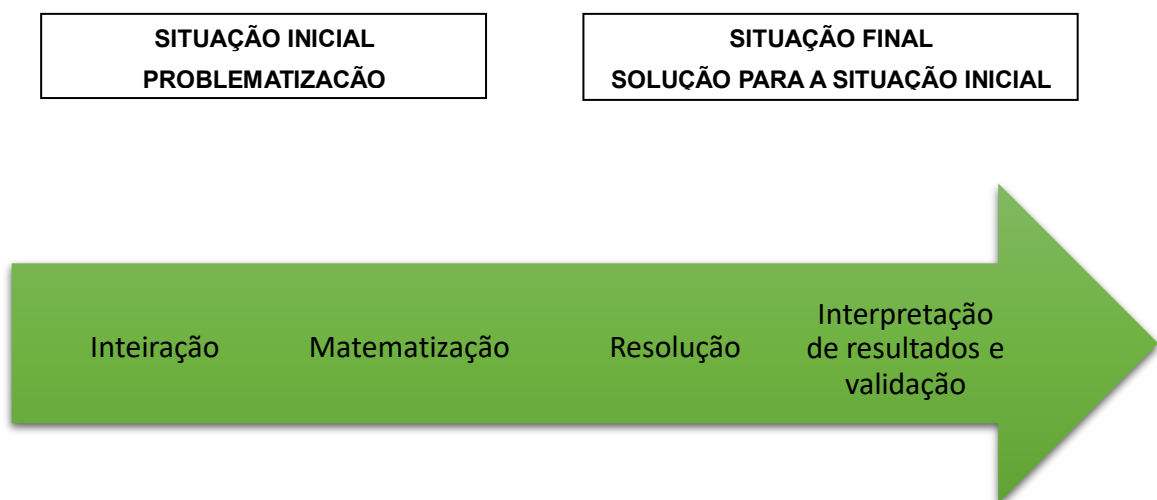 SITUAÇÃO INICIAL
PROBLEMATIZAÇÃO
SITUAÇÃO FINAL
SOLUÇÃO PARA A SITUAÇÃO INICIAL
Inteiração
Matematização
Resolução
Interpretação
de resultados e
validação